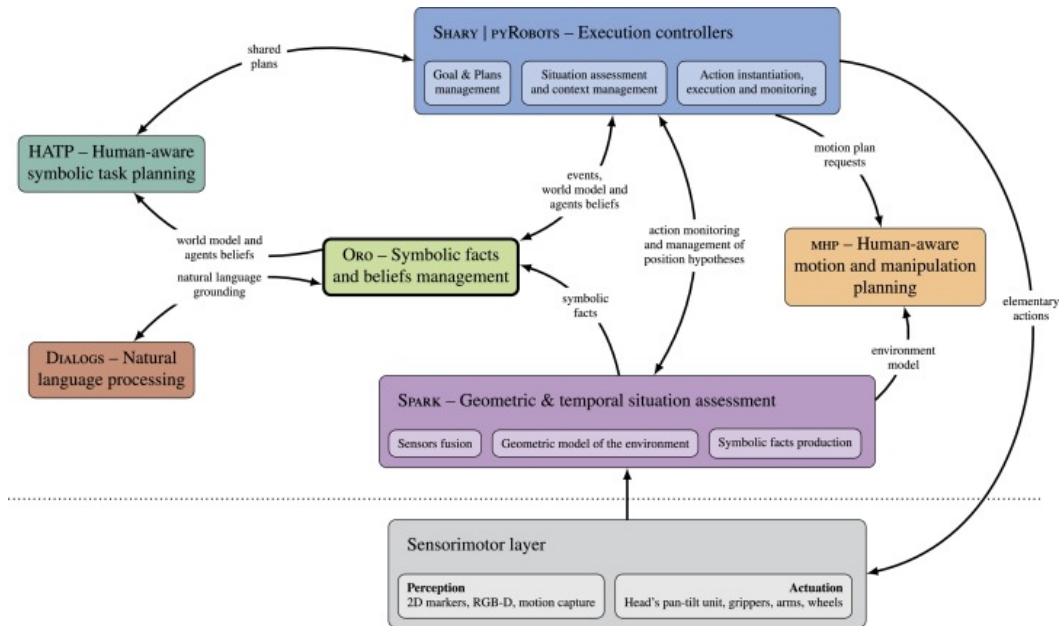 SHARY | PYROBOTS – Execution controllers
Goal & Plans
management
Situation assessment
and context management
Action instantiation,
execution and monitoring
shared
plans
HATP – Human-aware
symbolic task planning
motion plan
requests
events,
world model and
agents beliefs
world model and
agents beliefs
ORO – Symbolic facts
and beliefs management
action monitoring
and management of
position hypotheses
MHP – Human-aware
motion and manipulation
planning
natural language
grounding
symbolic
facts
elementary
actions
DIALOGS – Natural
language processing
environment
model
SPARK – Geometric & temporal situation assessment
Sensors fusion
Geometric model of the environment
Symbolic facts production
Sensorimotor layer
Perception
2D markers, RGB-D, motion capture
Actuation
Head's pan-tilt unit, grippers, arms, wheels